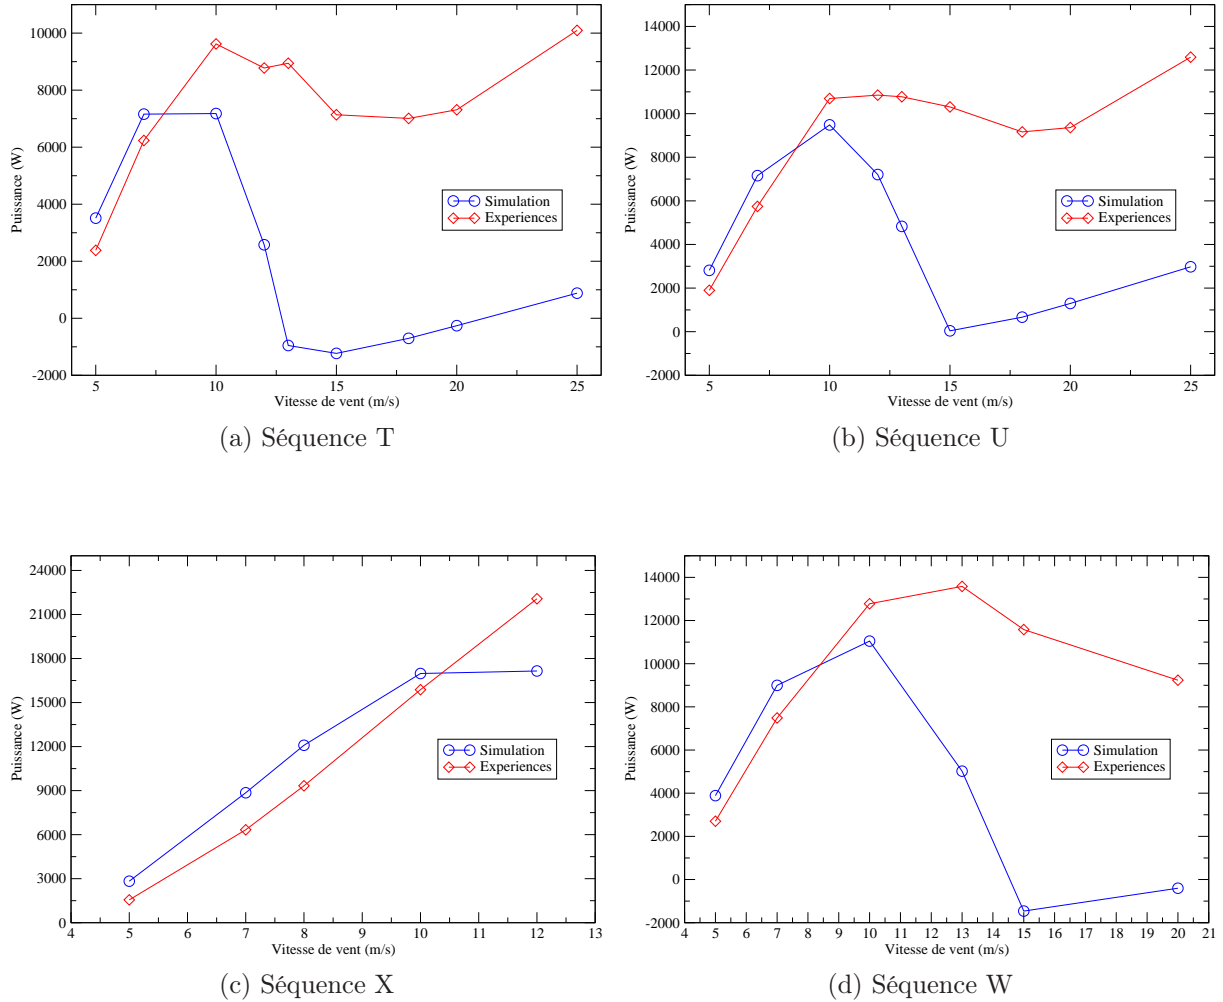 10000
8000
6000
4000
2000
0
-2000
Puissance (W)
5 10 15 20 25
Vitesse de vent (m/s)
Simulation
Experiences
(a) Séquence T
14000
12000
10000
8000
6000
4000
2000
0
-2000
Puissance (W)
5 10 15 20 25
Vitesse de vent (m/s)
Simulation
Experiences
(b) Séquence U
24000
21000
18000
15000
12000
9000
6000
3000
0
Puissance (W)
4 5 6 7 8 9 10 11 12 13
Vitesse de vent (m/s)
Simulation
Experiences
(c) Séquence X
14000
12000
10000
8000
6000
4000
2000
0
-2000
Puissance (W)
4 5 6 7 8 9 10 11 12 13 14 15 16 17 18 19 20 21
Vitesse de vent (m/s)
Simulation
Experiences
(d) Séquence W